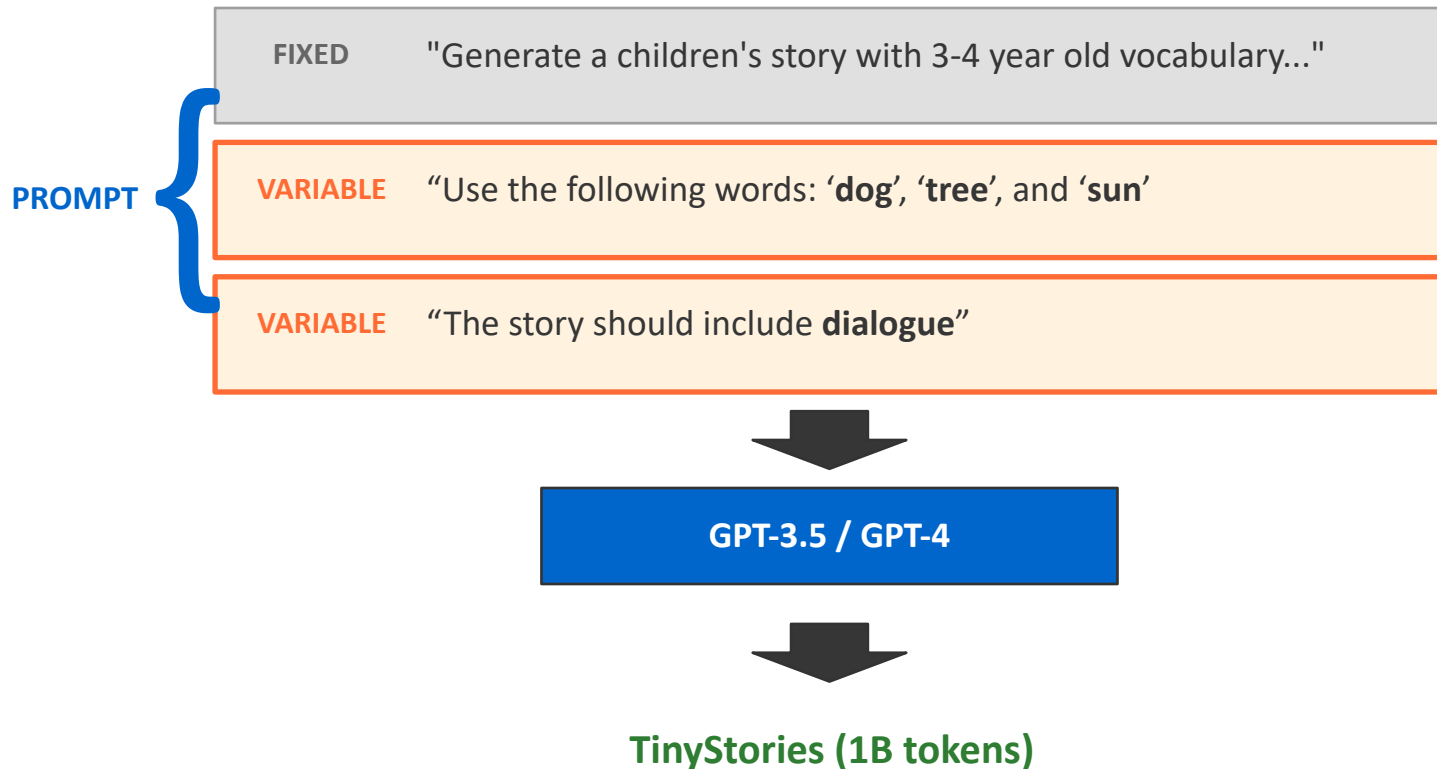 FIXED "Generate a children's story with 3-4 year old vocabulary..."
PROMPT
VARIABLE “Use the following words: ‘dog’, ‘tree’, and ‘sun’
VARIABLE “The story should include dialogue”
GPT-3.5 / GPT-4
TinyStories (1B tokens)